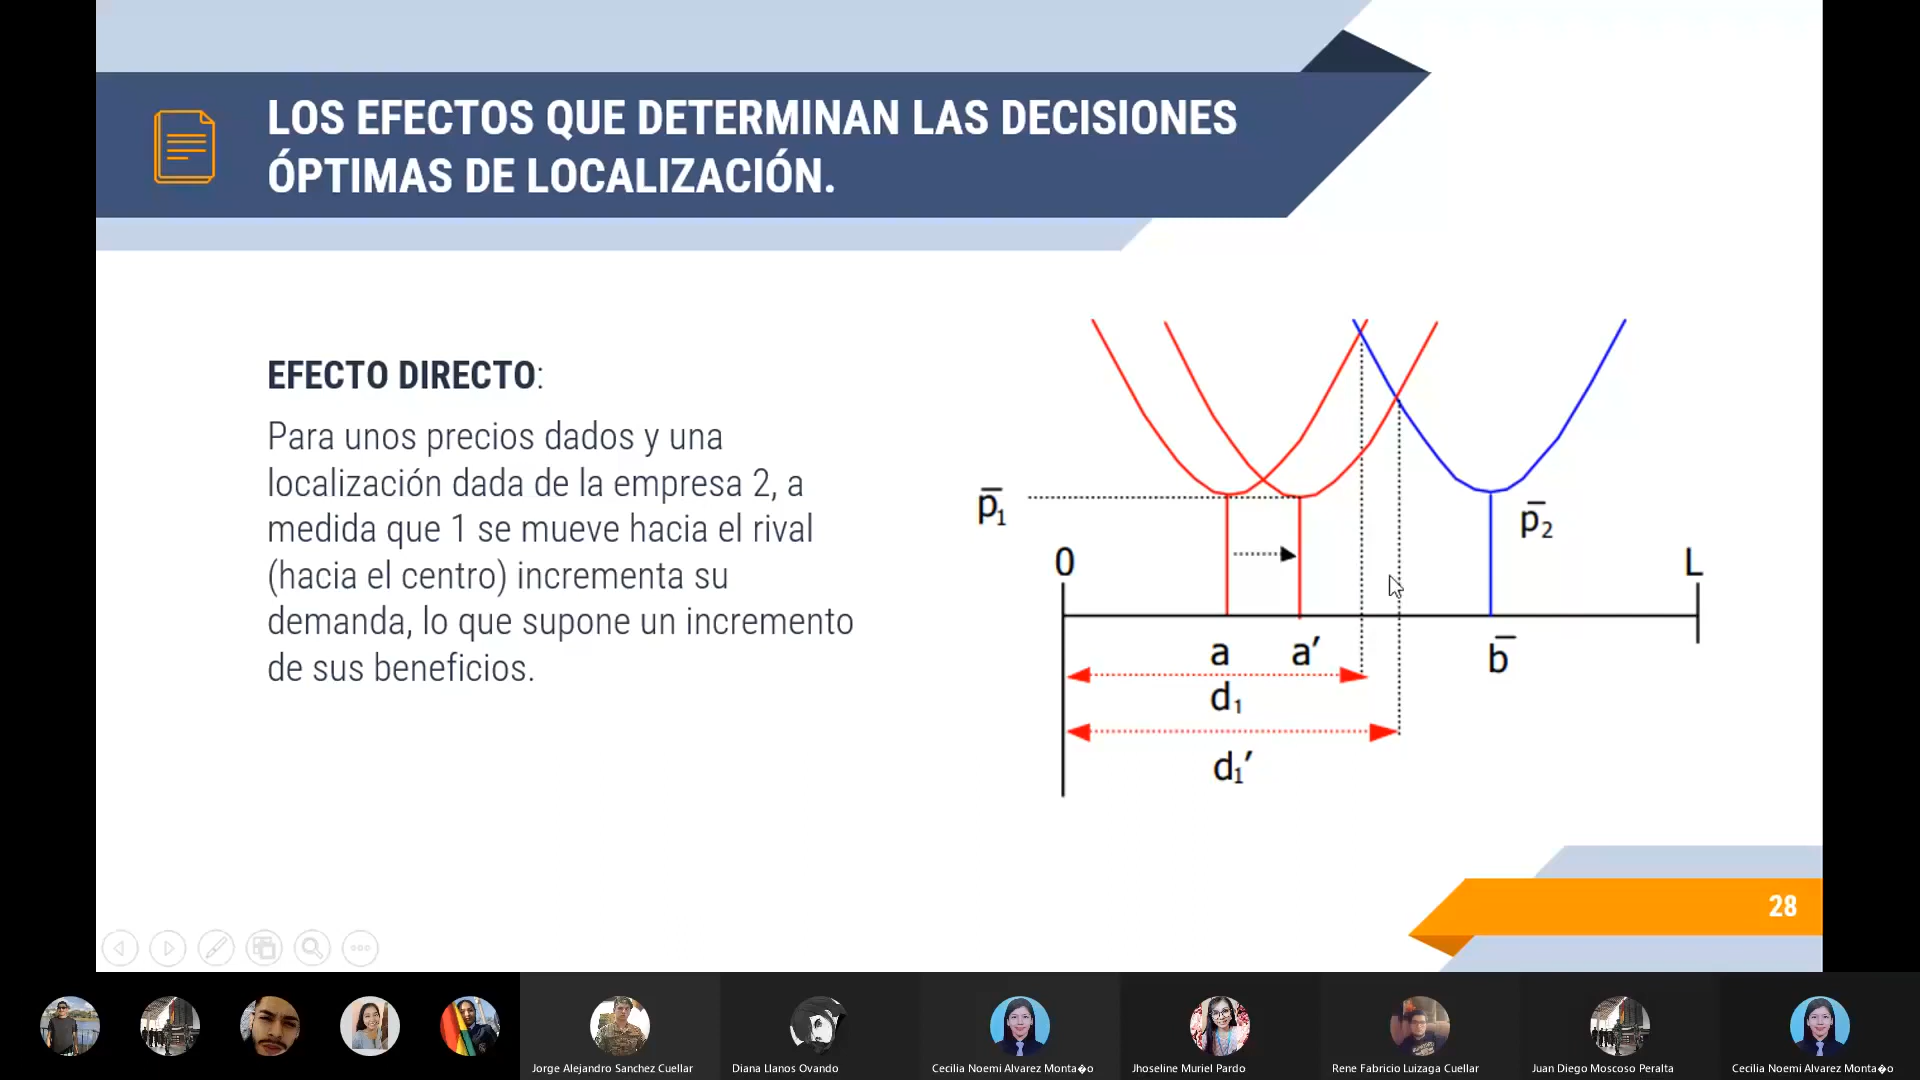 LOS EFECTOS QUE DETERMINAN LAS DECISIONES
ÓPTIMAS DE LOCALIZACIÓN.
EFECTO DIRECTO:
Para unos precios dados y una
localización dada de la empresa 2, a
medida que 1 se mueve hacia el rival
(hacia el centro) incrementa su
demanda, lo que supone un incremento
de sus beneficios.
p̅₁
p̅₂
0
L
a
a′
b̅
d₁
d₁′
28
Jorge Alejandro Sanchez Cuellar
Diana Llanos Ovando
Cecilia Noemi Alvarez Monta�o
Jhoseline Muriel Pardo
Rene Fabricio Luizaga Cuellar
Juan Diego Moscoso Peralta
Cecilia Noemi Alvarez Monta�o